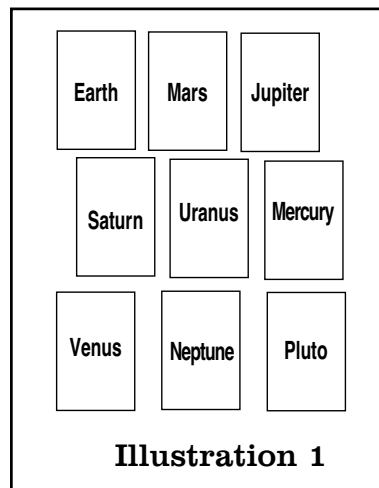 Earth Mars Jupiter
Saturn Uranus Mercury
Venus Neptune Pluto
Illustration 1